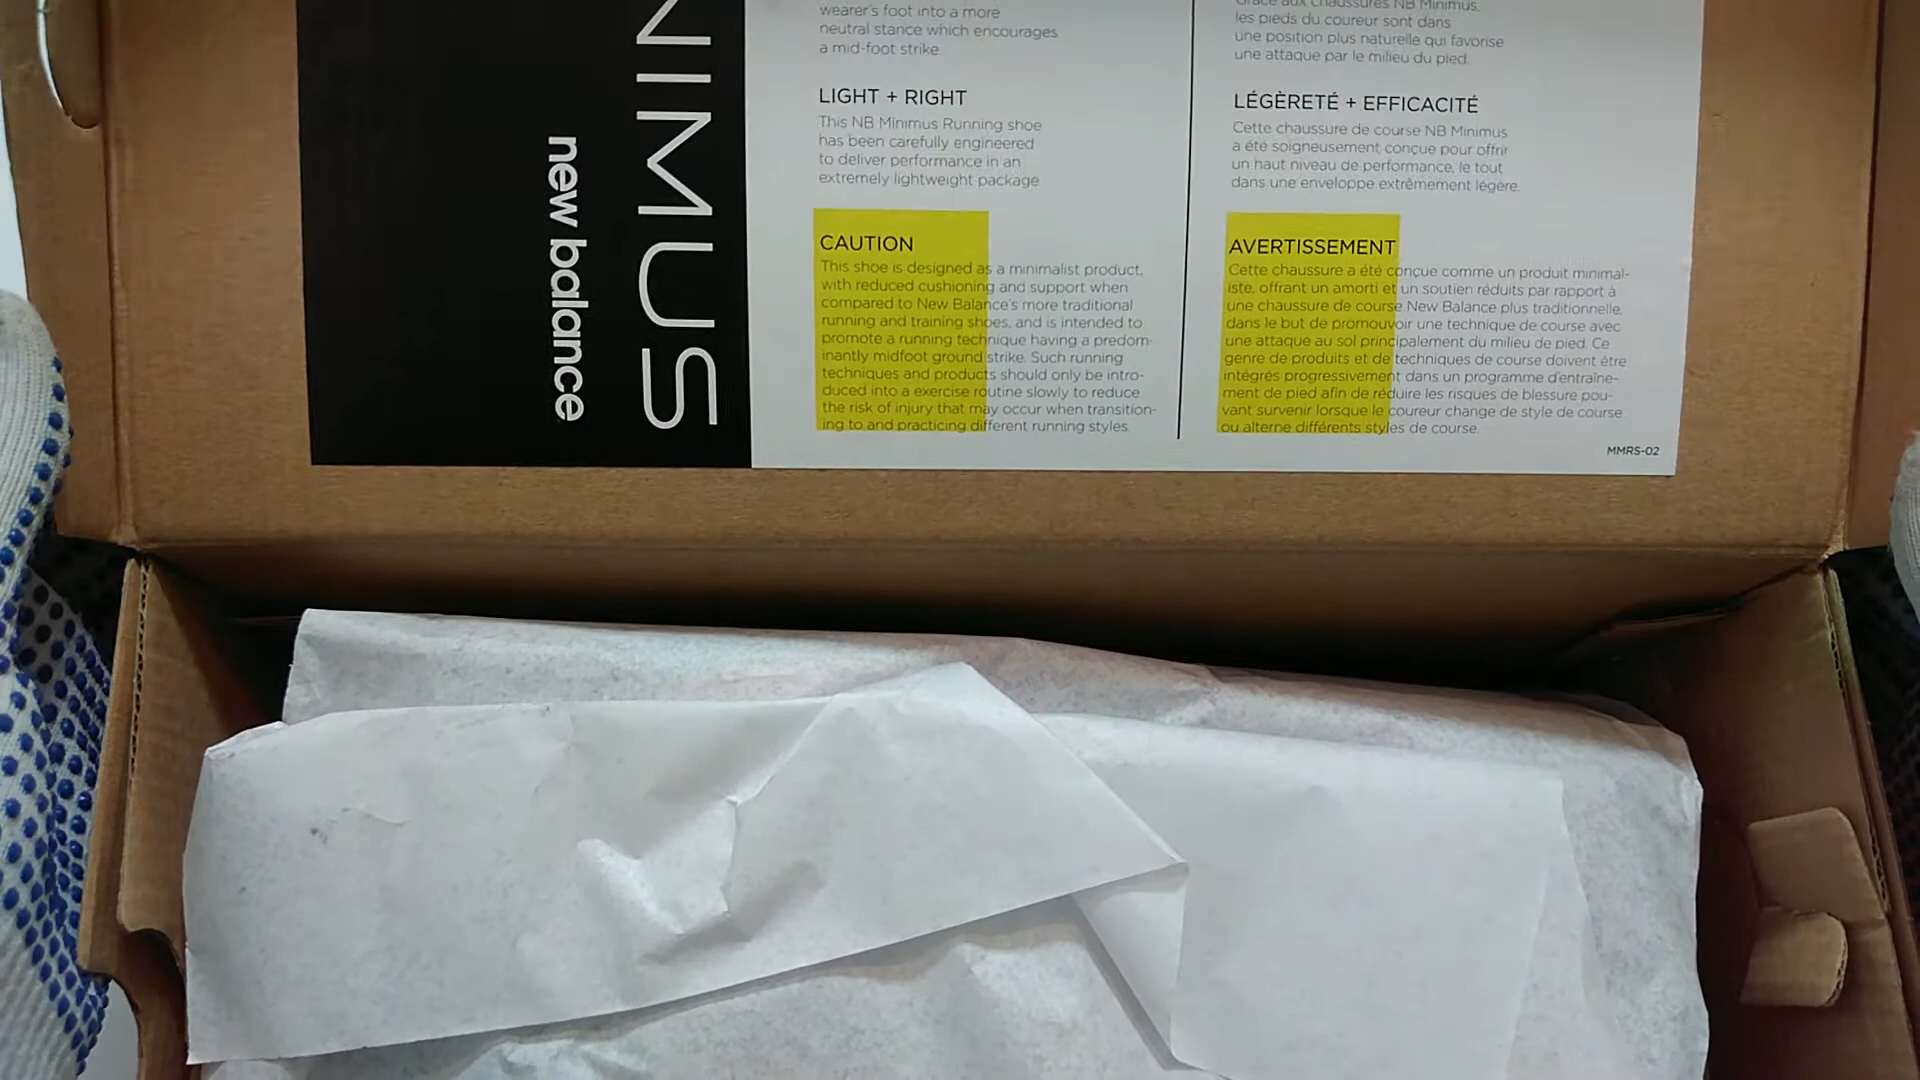 NIMUS
new balance
wearer's foot into a more
neutral stance which encourages
a mid-foot strike.
LIGHT + RIGHT
This NB Minimus Running shoe
has been carefully engineered
to deliver performance in an
extremely lightweight package
CAUTION
This shoe is designed as a minimalist product,
with reduced cushioning and support when
compared to New Balance's more traditional
running and training shoes, and is intended to
promote a running technique having a predom-
inantly midfoot ground strike. Such running
techniques and products should only be intro-
duced into a exercise routine slowly to reduce
the risk of injury that may occur when transition-
ing to and practicing different running styles.
Grâce aux chaussures NB Minimus,
les pieds du coureur sont dans
une position plus naturelle qui favorise
une attaque par le milieu du pied.
LÉGÈRETÉ + EFFICACITÉ
Cette chaussure de course NB Minimus
a été soigneusement conçue pour offrir
un haut niveau de performance, le tout
dans une enveloppe extrêmement légère.
AVERTISSEMENT
Cette chaussure a été conçue comme un produit minimal-
iste, offrant un amorti et un soutien réduits par rapport à
une chaussure de course New Balance plus traditionnelle,
dans le but de promouvoir une technique de course avec
une attaque au sol principalement du milieu de pied. Ce
genre de produits et de techniques de course doivent être
intégrés progressivement dans un programme d'entraîne-
ment de pied afin de réduire les risques de blessure pou-
vant survenir lorsque le coureur change de style de course
ou alterne différents styles de course.
MMRS-02